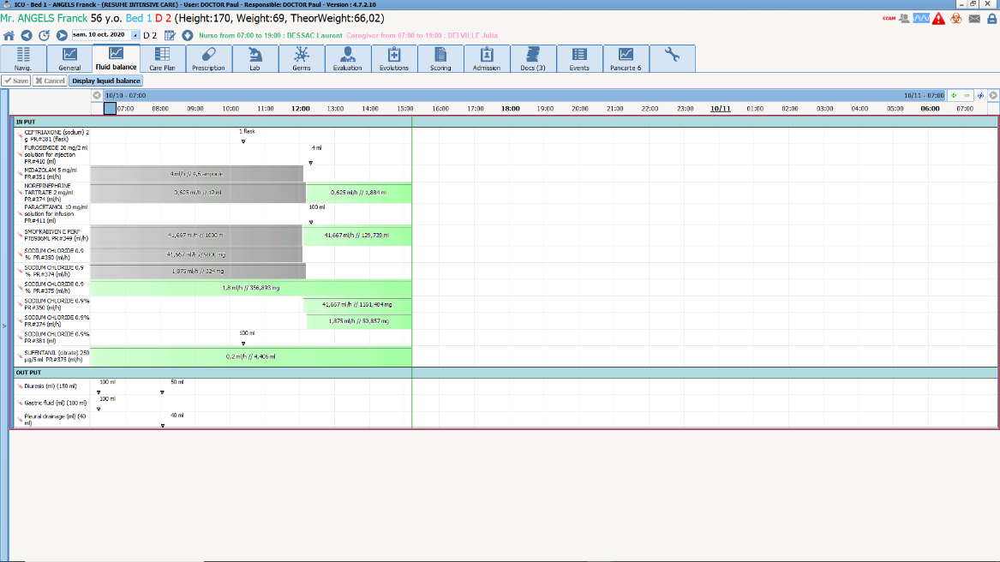 ICU - Bed 1 - ANGELS Franck - (RESUME INTENSIVE CARE) - User: DOCTOR Paul - Responsible: DOCTOR Paul - Version : 4.7.2.10
Mr. ANGELS Franck 56 y.o. Bed 1 D 2 (Height:170, Weight:69, TheorWeight:66,02)
CCAM
sam. 10 oct. 2020 D 2 Nurse from 07:00 to 19:00 : BESSAC Laurent Caregiver from 07:00 to 19:00 : DELVILLE Julia
Navig. General Fluid balance Care Plan Prescription Lab Germs Evaluation Evolutions Scoring Admission Docs (3) Events Pancarte 6
Save Cancel Display liquid balance
10/10 - 07:00 10/11 - 07:00
07:00 08:00 09:00 10:00 11:00 12:00 13:00 14:00 15:00 16:00 17:00 18:00 19:00 20:00 21:00 22:00 23:00 10/11 01:00 02:00 03:00 04:00 05:00 06:00 07:00
>
IN PUT
CEFTRIAXONE (sodium) 2
g PR#381 (flask)
1 flask
FUROSEMIDE 20 mg/2 ml
solution for injection
PR#410 (ml)
4 ml
MIDAZOLAM 5 mg/ml
PR#351 (ml/h)
4 ml/h // 4,6 ampoule
NOREPINEPHRINE
TARTRATE 2 mg/ml
PR#374 (ml/h)
0,625 ml/h // 12 ml 0,625 ml/h // 1,884 ml
PARACETAMOL 10 mg/ml
solution for infusion
PR#411 (ml)
100 ml
SMOFKABIVEN E PERF
PTB986ML PR#349 (ml/h)
41,667 ml/h // 1000 ml 41,667 ml/h // 129,739 ml
SODIUM CHLORIDE 0.9
% PR#350 (ml/h)
41,667 ml/h // 9000 mg
SODIUM CHLORIDE 0.9
% PR#374 (ml/h)
1,875 ml/h // 324 mg
SODIUM CHLORIDE 0.9
% PR#375 (ml/h)
1,8 ml/h // 356,893 mg
SODIUM CHLORIDE 0.9%
PR#350 (ml/h)
41,667 ml/h // 1161,404 mg
SODIUM CHLORIDE 0.9%
PR#374 (ml/h)
1,875 ml/h // 50,857 mg
SODIUM CHLORIDE 0.9%
PR#381 (ml)
100 ml
SUFENTANIL (citrate) 250
µg/5 ml PR#375 (ml/h)
0,2 ml/h // 4,406 ml
OUT PUT
Diuresis (ml) (150 ml)
100 ml 50 ml
Gastric fluid (ml) (100 ml)
100 ml
Pleural drainage (ml) (40
ml)
40 ml